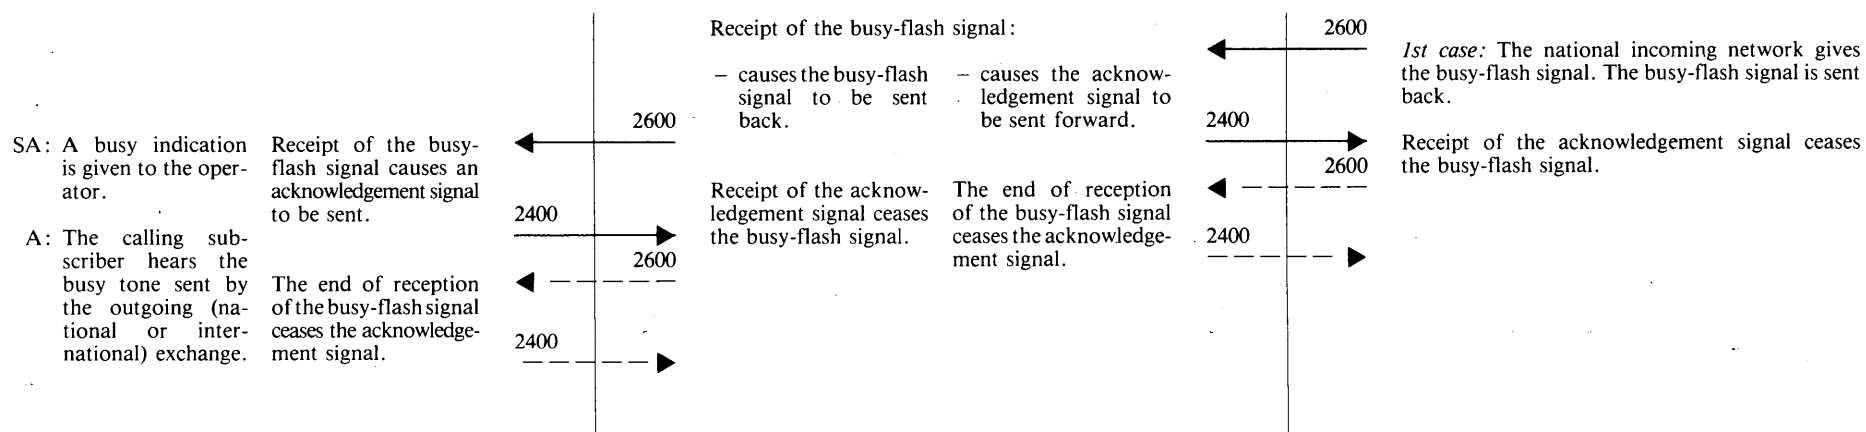 SA: A busy indication
is given to the oper-
ator.
A: The calling sub-
scriber hears the
busy tone sent by
the outgoing (na-
tional or inter-
national) exchange.
Receipt of the busy-
flash signal causes an
acknowledgement signal
to be sent.
The end of reception
of the busy-flash signal
ceases the acknowledge-
ment signal.
2600
2400
2600
2400
Receipt of the busy-flash signal:
– causes the busy-flash
signal to be sent
back.
– causes the acknow-
ledgement signal to
be sent forward.
Receipt of the acknow-
ledgement signal ceases
the busy-flash signal.
The end of reception
of the busy-flash signal
ceases the acknowledge-
ment signal.
2600
2400
2600
2400
1st case: The national incoming network gives
the busy-flash signal. The busy-flash signal is sent
back.
Receipt of the acknowledgement signal ceases
the busy-flash signal.